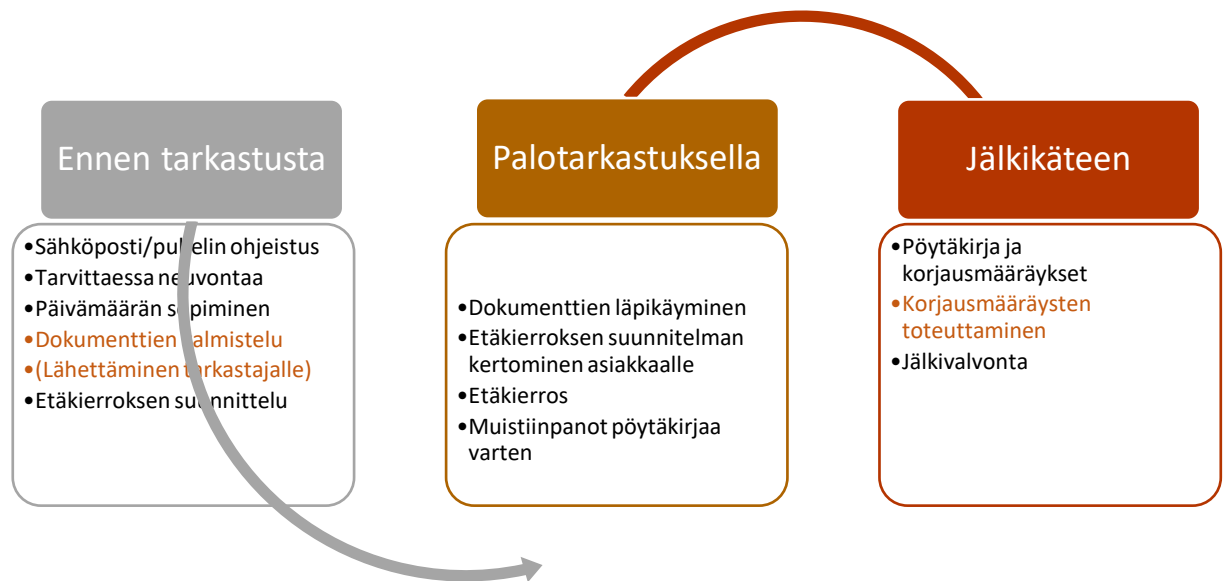 Ennen tarkastusta
•Sähköposti/puhelin ohjeistus
•Tarvittaessa neuvontaa
•Päivämäärän sopiminen
•Dokumenttien valmistelu
•(Lähettäminen tarkastajalle)
•Etäkierroksen suunnittelu
Palotarkastuksella
•Dokumenttien läpikäyminen
•Etäkierroksen suunnitelman
kertominen asiakkaalle
•Etäkierros
•Muistiinpanot pöytäkirjaa
varten
Jälkikäteen
•Pöytäkirja ja
korjausmääräykset
•Korjausmääräysten
toteuttaminen
•Jälkivalvonta